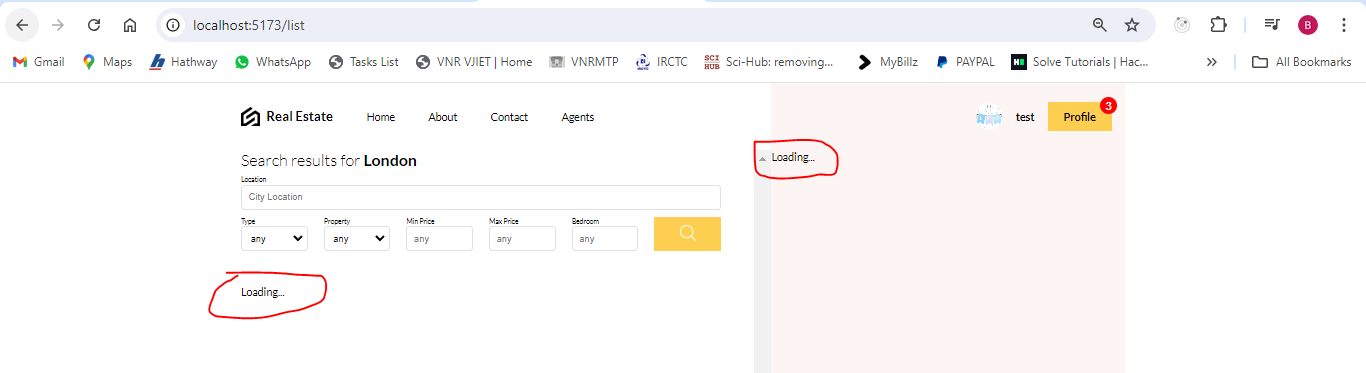 localhost:5173/list
B
Gmail Maps Hathway WhatsApp Tasks List VNR VJIET | Home VNRMTP IRCTC SCI HUB Sci-Hub: removing... MyBillz PAYPAL Solve Tutorials | Hac... » All Bookmarks
Real Estate Home About Contact Agents test Profile 3
Search results for London
Location
City Location
Type Property Min Price Max Price Bedroom
any any any any any
Loading...
Loading...